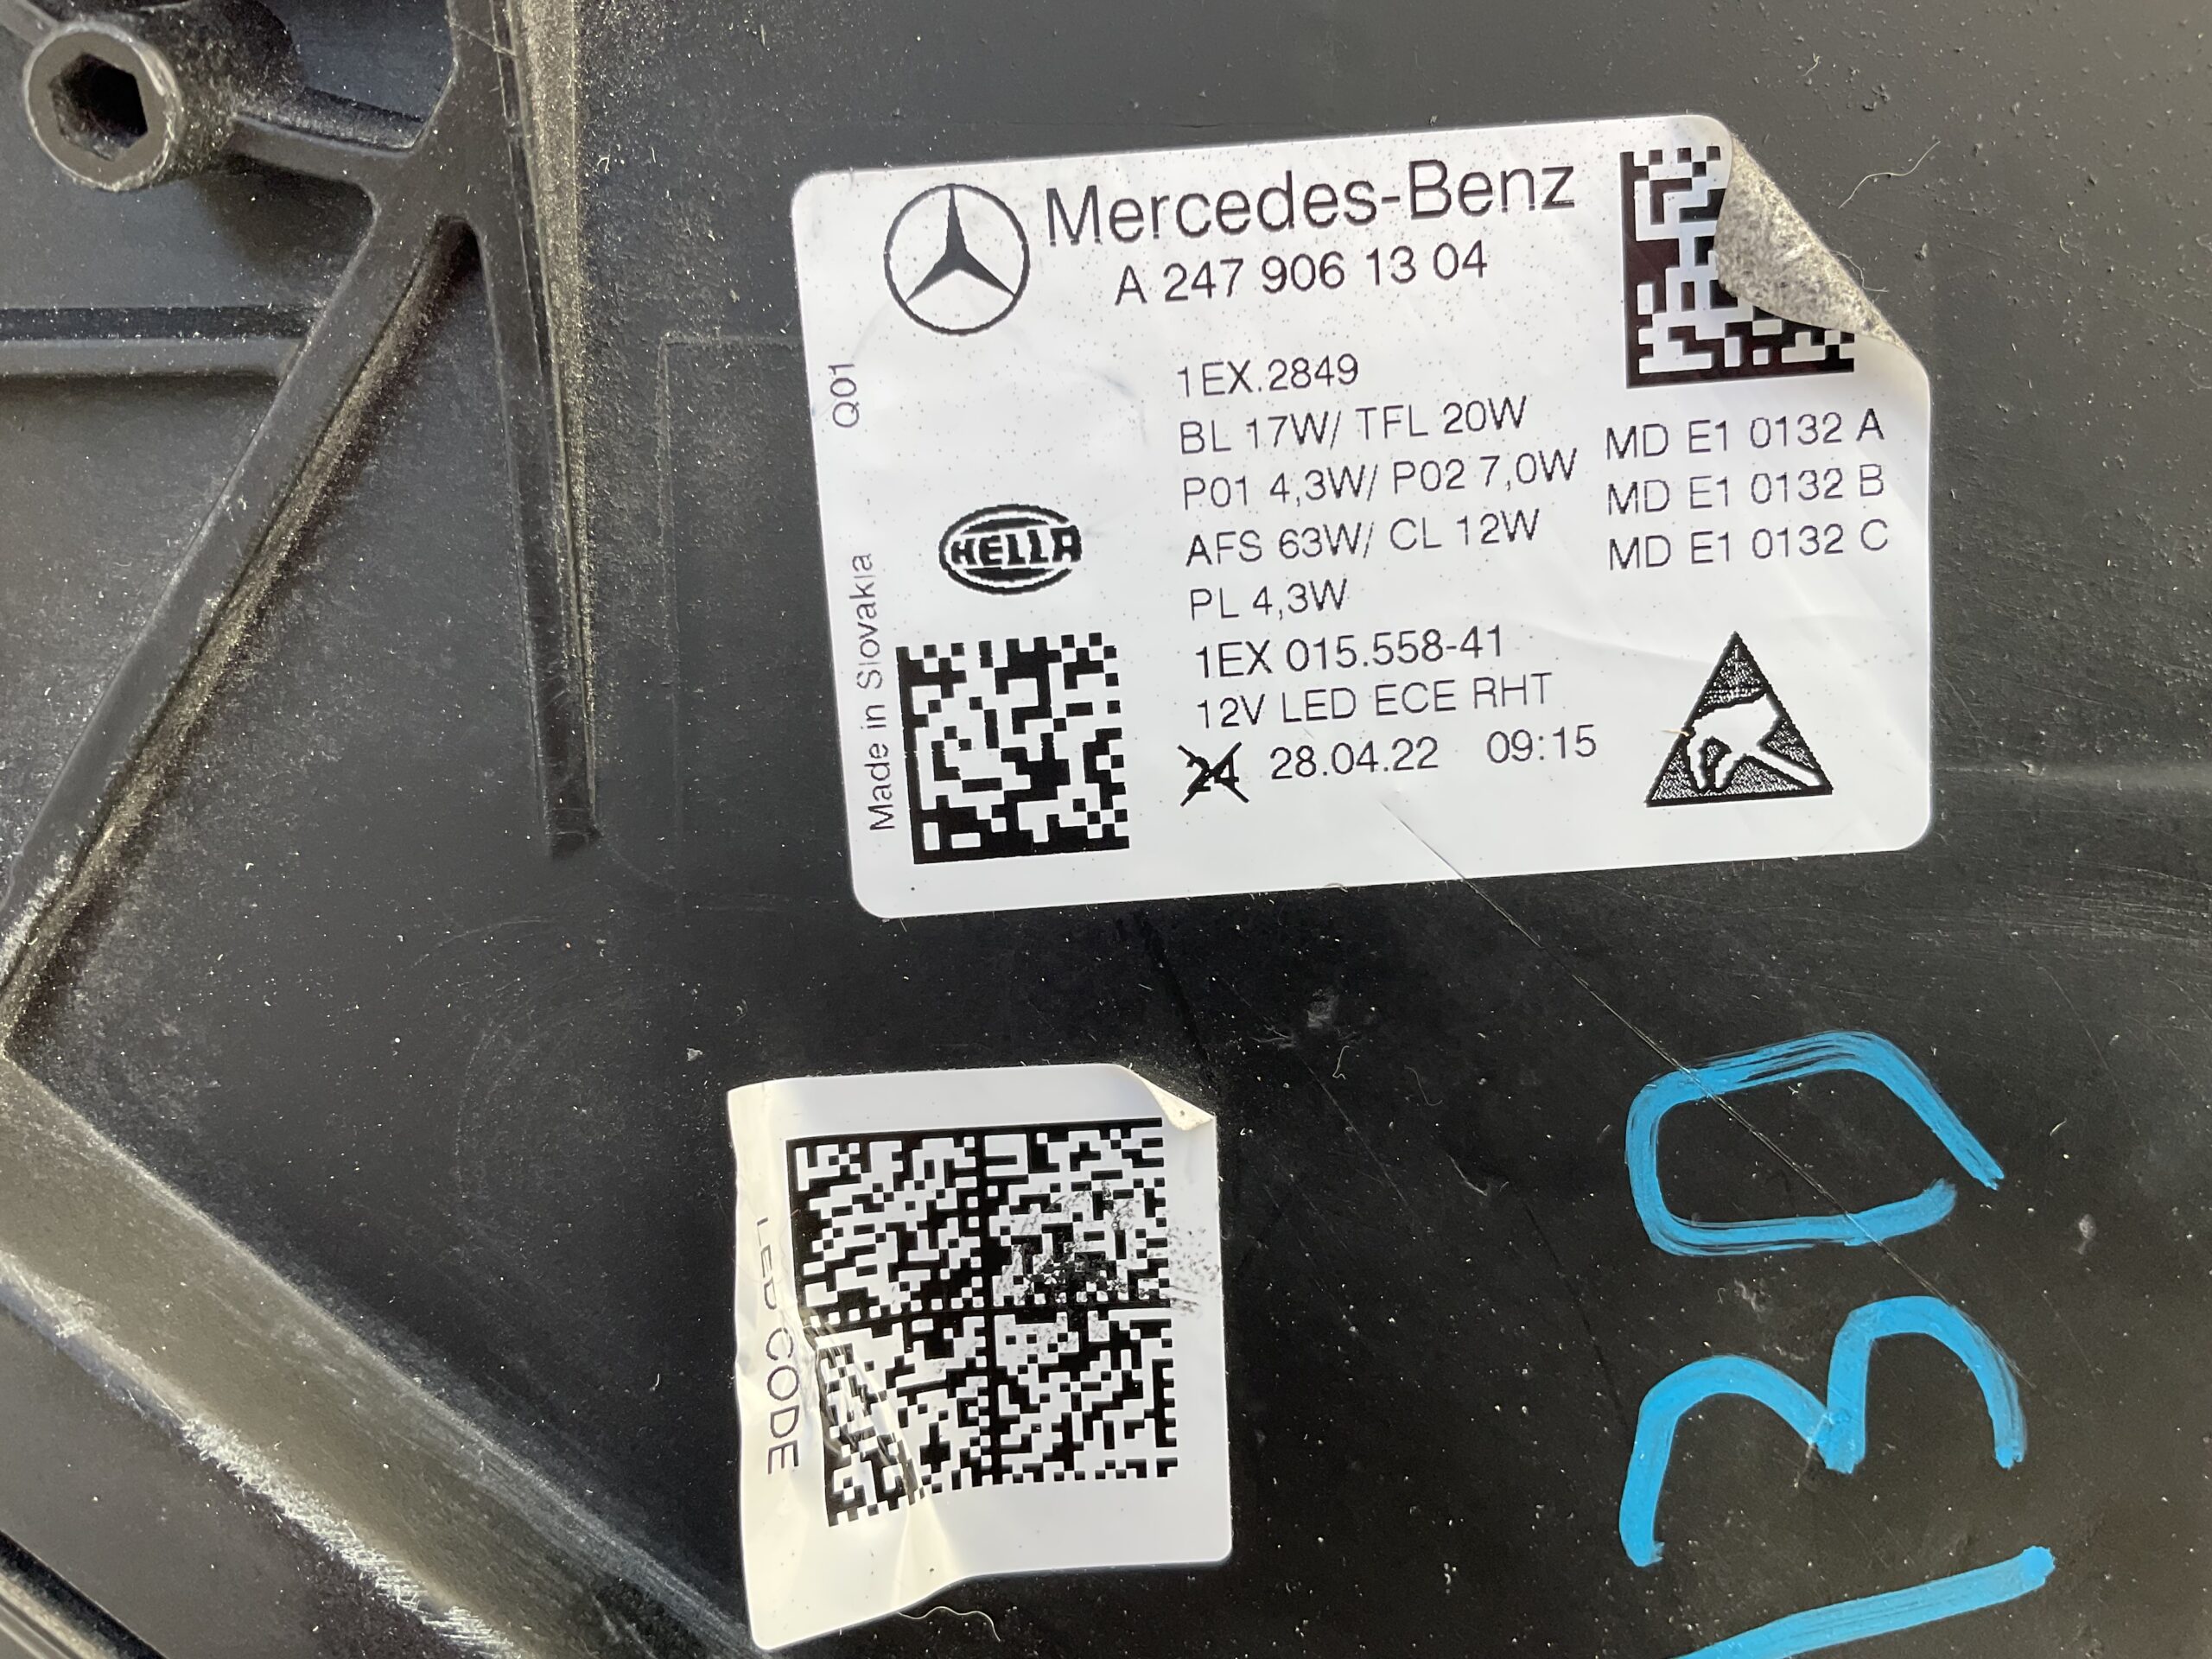 Mercedes-Benz
A 247 906 13 04
Q01
1EX.2849
BL 17W/ TFL 20W
P01 4,3W/ P02 7,0W
AFS 63W/ CL 12W
PL 4,3W
MD E1 0132 A
MD E1 0132 B
MD E1 0132 C
HELLA
Made in Slovakia
1EX 015.558-41
12V LED ECE RHT
24 28.04.22 09:15
LED CODE
130